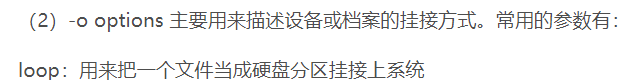 （2）-o options 主要用来描述设备或档案的挂接方式。常用的参数有：
loop：用来把一个文件当成硬盘分区挂接上系统